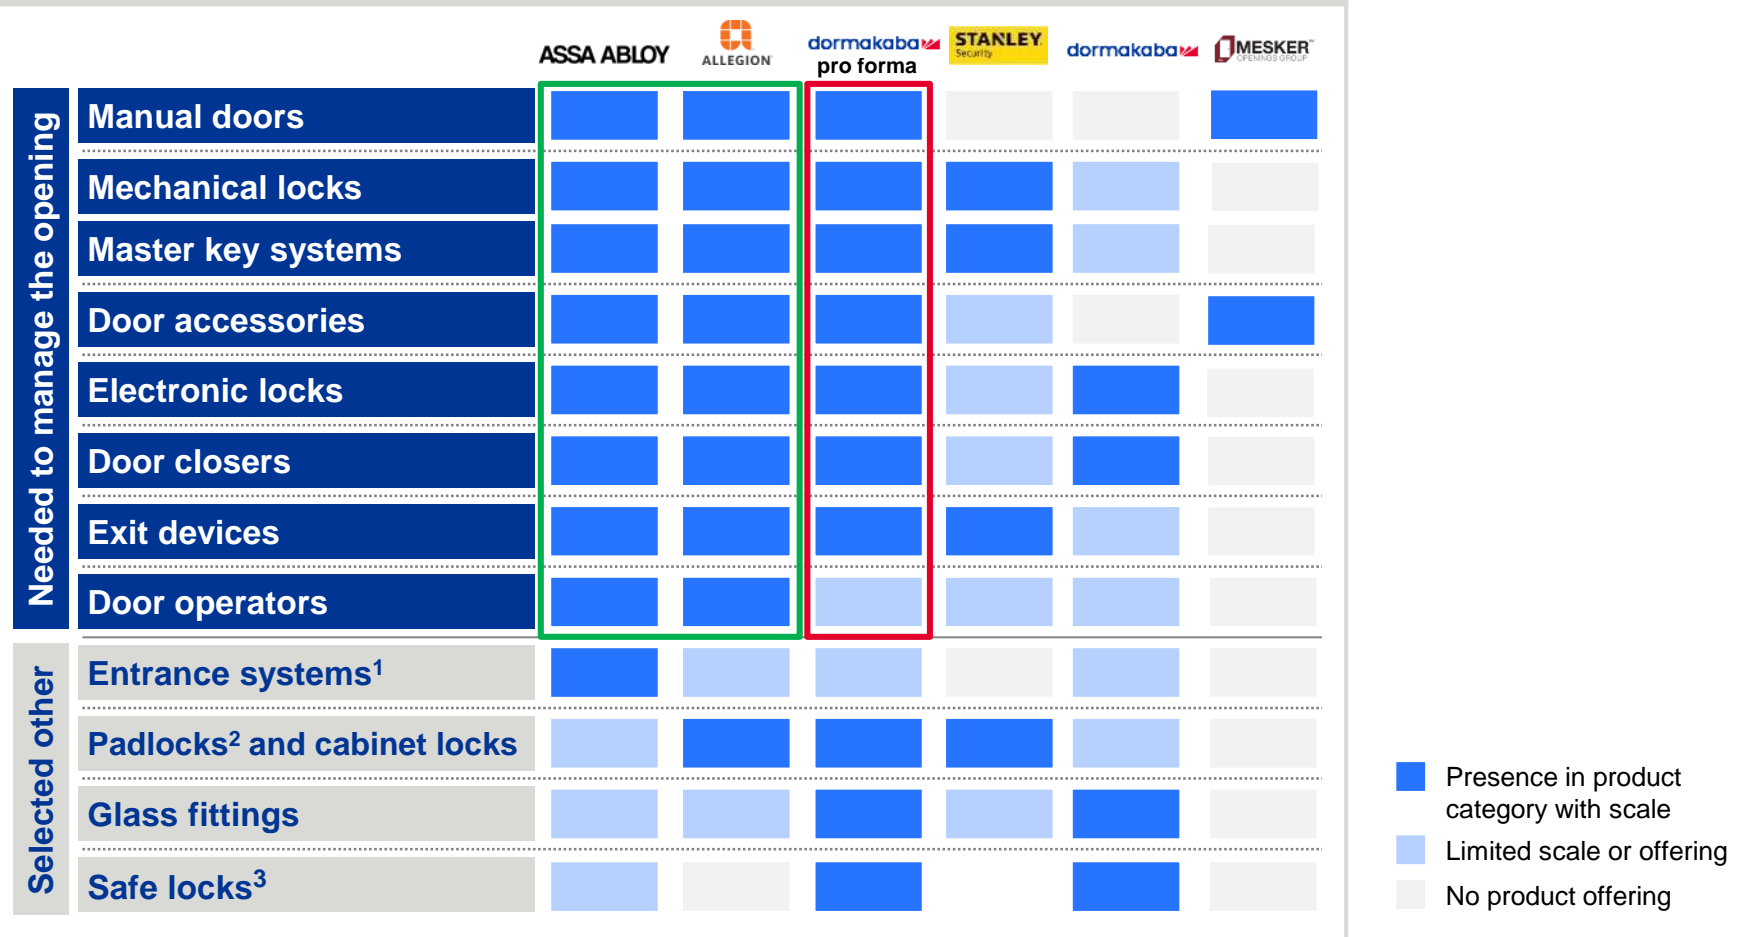 ASSA ABLOY
ALLEGION
dormakaba
pro forma
STANLEY
Security
dormakaba
MESKER
OPENINGS GROUP
Needed to manage the opening
Manual doors
Mechanical locks
Master key systems
Door accessories
Electronic locks
Door closers
Exit devices
Door operators
Selected other
Entrance systems¹
Padlocks² and cabinet locks
Glass fittings
Safe locks³
Presence in product
category with scale
Limited scale or offering
No product offering